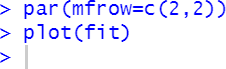 > par(mfrow=c(2,2))
> plot(fit)
>